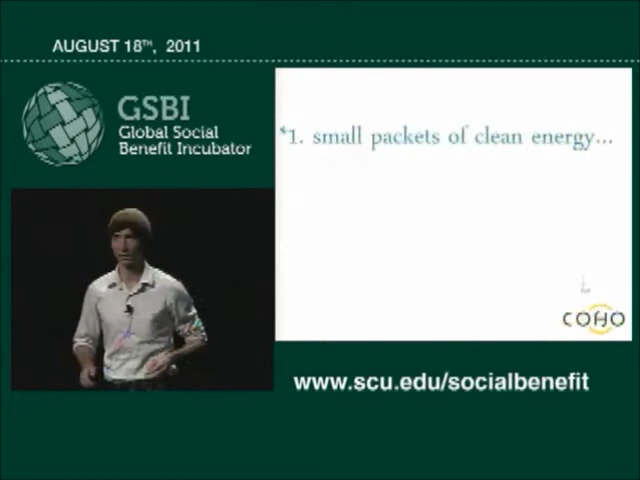 AUGUST 18TH, 2011
GSBI
Global Social
Benefit Incubator
*1. small packets of clean energy...
COHO
www.scu.edu/socialbenefit